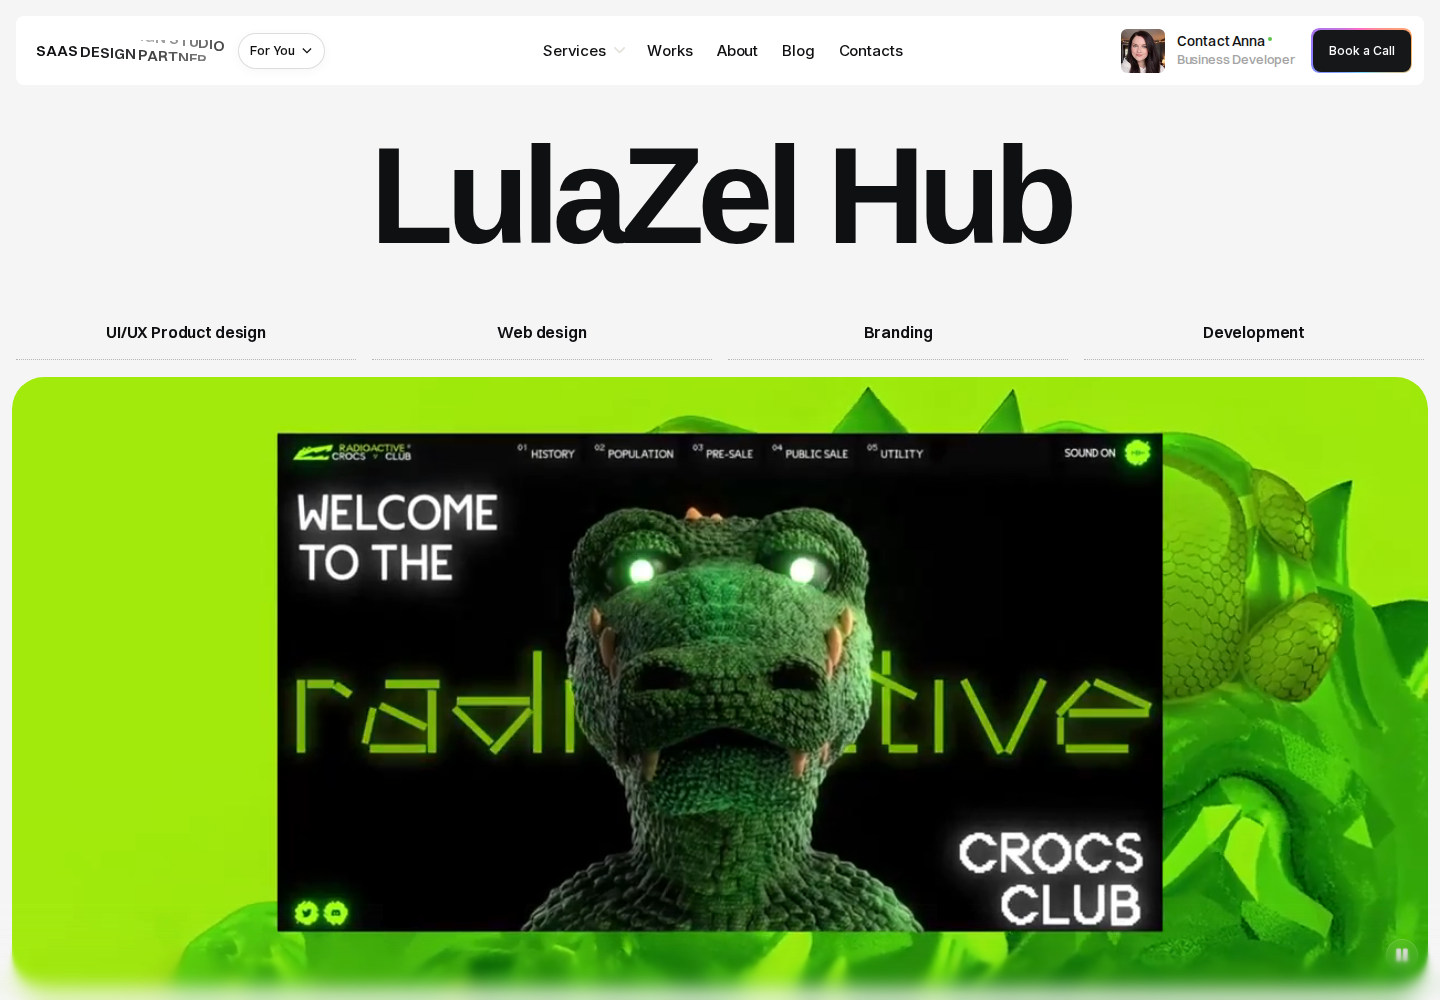 SAAS DESIGN PARTNER
For You
Services
Works
About
Blog
Contacts
Contact Anna
Business Developer
Book a Call
LulaZel Hub
UI/UX Product design
Web design
Branding
Development
RADIOACTIVE
CROCS CLUB
01 HISTORY
02 POPULATION
03 PRE-SALE
04 PUBLIC SALE
05 UTILITY
SOUND ON
WELCOME
TO THE
CROCS
CLUB